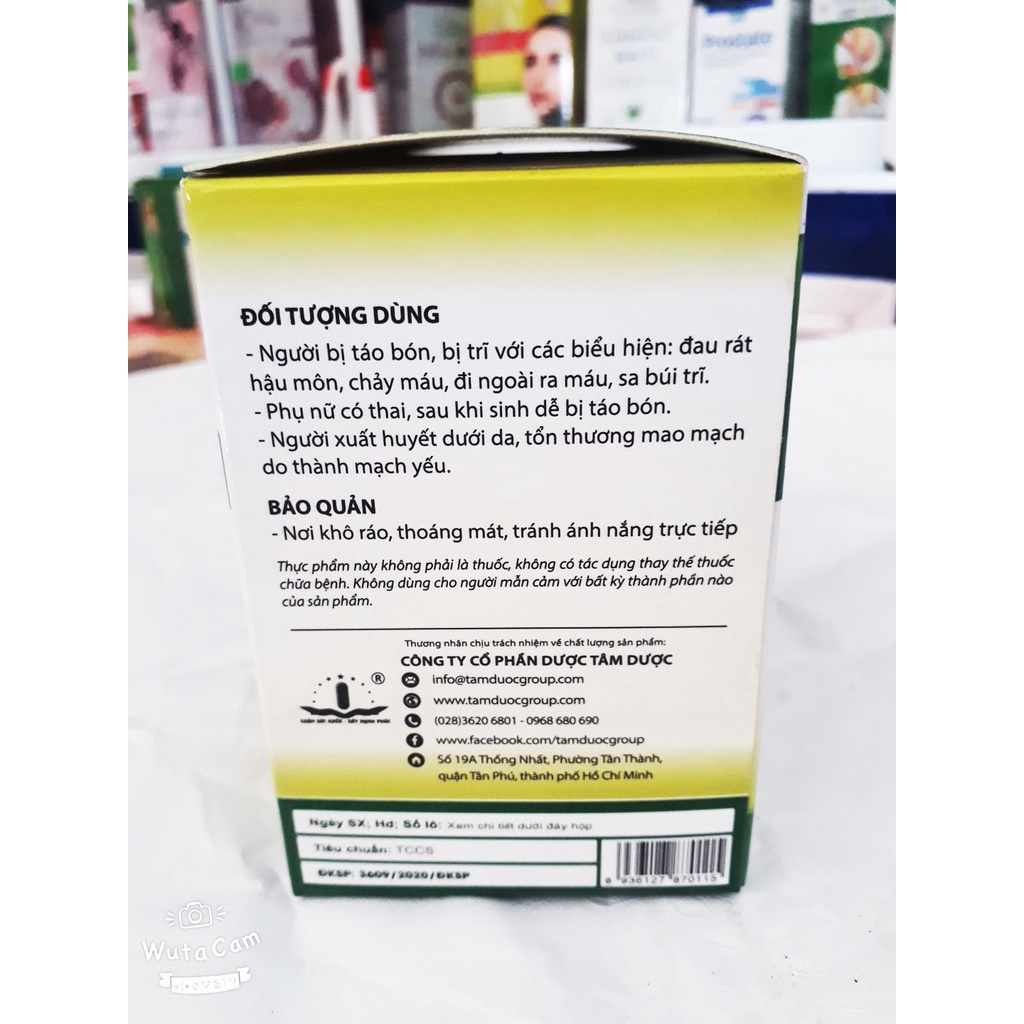 Prostate
ĐỐI TƯỢNG DÙNG
- Người bị táo bón, bị trĩ với các biểu hiện: đau rát
hậu môn, chảy máu, đi ngoài ra máu, sa búi trĩ.
- Phụ nữ có thai, sau khi sinh dễ bị táo bón.
- Người xuất huyết dưới da, tổn thương mao mạch
do thành mạch yếu.
BẢO QUẢN
- Nơi khô ráo, thoáng mát, tránh ánh nắng trực tiếp
Thực phẩm này không phải là thuốc, không có tác dụng thay thế thuốc
chữa bệnh. Không dùng cho người mẫn cảm với bất kỳ thành phần nào
của sản phẩm.
Thương nhân chịu trách nhiệm về chất lượng sản phẩm:
CÔNG TY CỔ PHẦN DƯỢC TÂM DƯỢC
®
info@tamduocgroup.com
www.tamduocgroup.com
(028)3620 6801 - 0968 680 690
www.facebook.com/tamduocgroup
Số 19A Thống Nhất, Phường Tân Thành,
quận Tân Phú, thành phố Hồ Chí Minh
Ngày SX; Hd; Số lô: Xem chi tiết dưới đáy hộp
Tiêu chuẩn: TCCS
ĐKSP: 3609/2020/ĐKSP
8 936127 870115
WutaCam